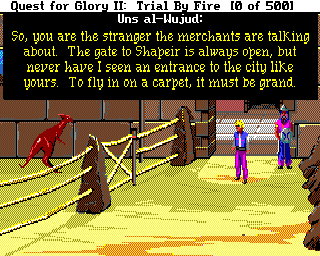 Quest for Glory II: Trial By Fire [0 of 500]
Uns al-Wujud:
So, you are the stranger the merchants are talking
about. The gate to Shapeir is always open, but
never have I seen an entrance to the city like
yours. To fly in on a carpet, it must be grand.